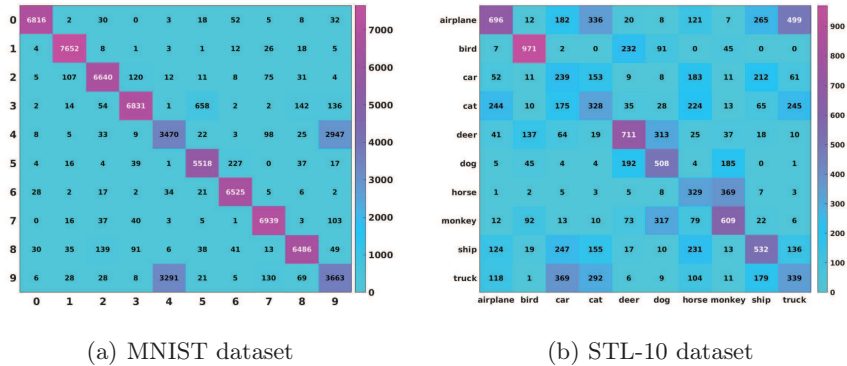 0 6816 2 30 0 3 18 52 5 8 32
1 4 7652 8 1 3 1 12 26 18 5
2 5 107 6640 120 12 11 8 75 31 4
3 2 14 54 6831 1 658 2 2 142 136
4 8 5 33 9 3470 22 3 98 25 2947
5 4 16 4 39 1 5518 227 0 37 17
6 28 2 17 2 34 21 6525 5 6 2
7 0 16 37 40 3 5 1 6939 3 103
8 30 35 139 91 6 38 41 13 6486 49
9 6 28 28 8 3291 21 5 130 69 3663
0 1 2 3 4 5 6 7 8 9
7000
6000
5000
4000
3000
2000
1000
0
(a) MNIST dataset
airplane 696 12 182 336 20 8 121 7 265 499
bird 7 971 2 0 232 91 0 45 0 0
car 52 11 239 153 9 8 183 11 212 61
cat 244 10 175 328 35 28 224 13 65 245
deer 41 137 64 19 711 313 25 37 18 10
dog 5 45 4 4 192 508 4 185 0 1
horse 1 2 5 3 5 8 329 369 7 3
monkey 12 92 13 10 73 317 79 609 22 6
ship 124 19 247 155 17 10 231 13 532 136
truck 118 1 369 292 6 9 104 11 179 339
airplane bird car cat deer dog horse monkey ship truck
900
800
700
600
500
400
300
200
100
0
(b) STL-10 dataset